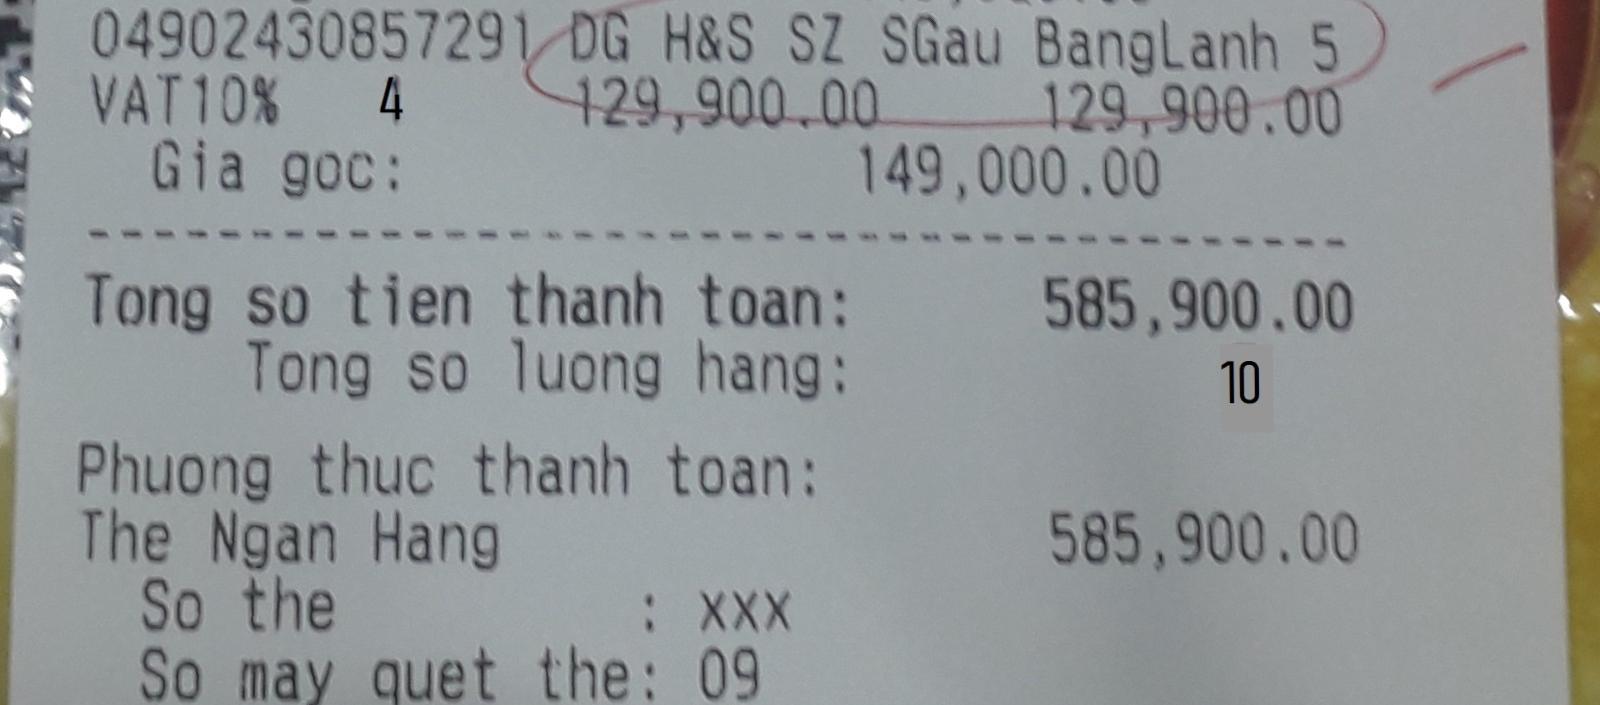 04902430857291 DG H&S SZ SGau BangLanh 5
VAT10% 4 129,900.00 129,900.00
Gia goc: 149,000.00
Tong so tien thanh toan: 585,900.00
Tong so luong hang: 10
Phuong thuc thanh toan:
The Ngan Hang 585,900.00
So the : xxx
So may quet the: 09